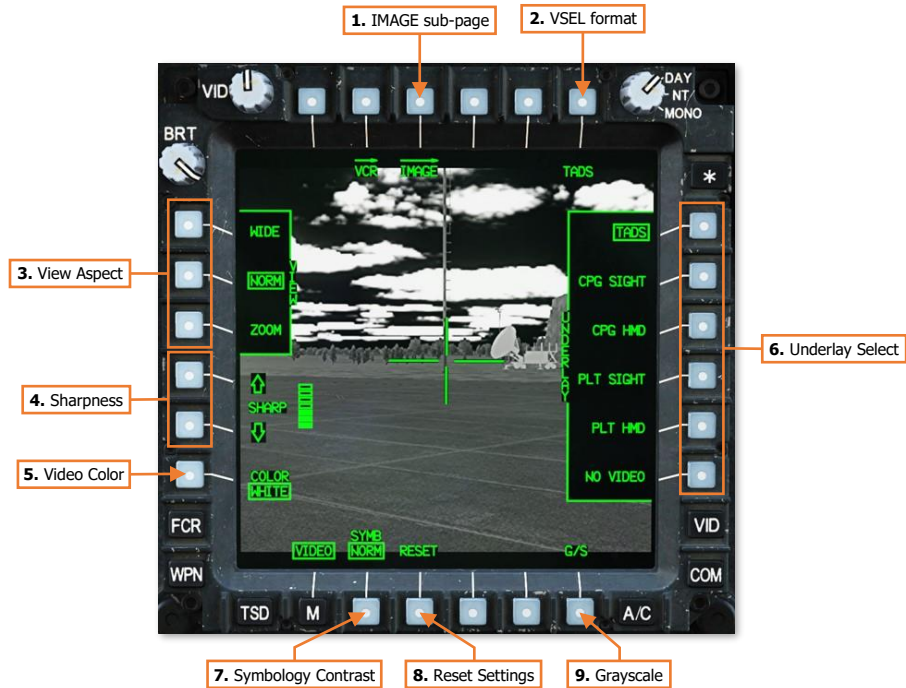 1. IMAGE sub-page
2. VSEL format
VID
DAY
NT
MONO
BRT
VCR
IMAGE
TADS
*
WIDE
TADS
3. View Aspect
NORM
VIEW
CPG SIGHT
ZOOM
UNDERLAY
CPG HMD
6. Underlay Select
4. Sharpness
SHARP
PLT SIGHT
PLT HMD
5. Video Color
COLOR
WHITE
NO VIDEO
FCR
VID
SYMB
VIDEO
NORM
RESET
G/S
WPN
COM
TSD
M
A/C
7. Symbology Contrast
8. Reset Settings
9. Grayscale